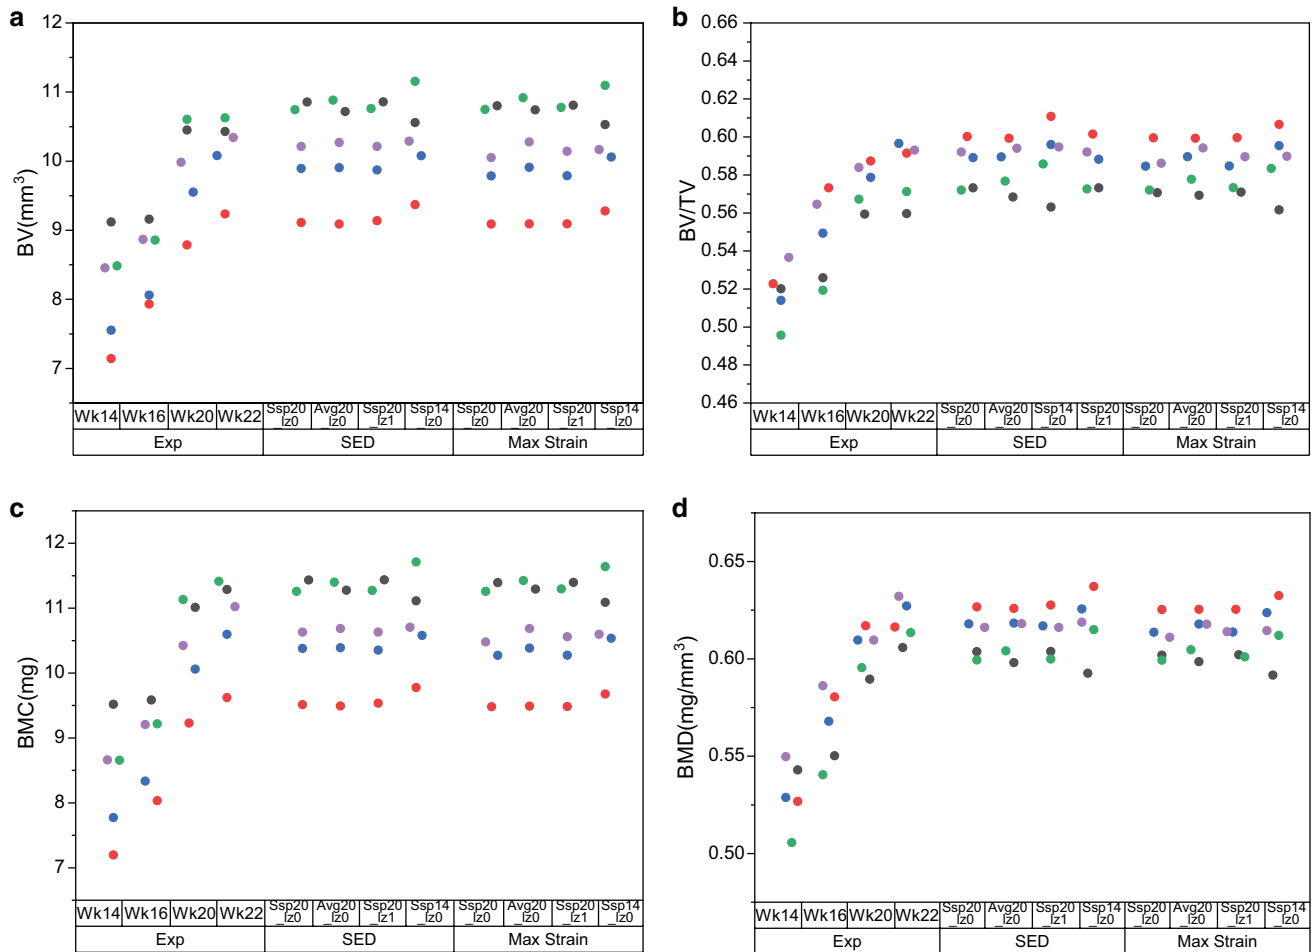 a
12
11
10
9
8
7
BV(mm³)
Wk14 Wk16 Wk20 Wk22 Ssp20 _lz0 Avg20 _lz0 Ssp20 _lz1 Ssp14 _lz0 Ssp20 _lz0 Avg20 _lz0 Ssp20 _lz1 Ssp14 _lz0
Exp SED Max Strain
b
0.66
0.64
0.62
0.60
0.58
0.56
0.54
0.52
0.50
0.48
0.46
BV/TV
Wk14 Wk16 Wk20 Wk22 Ssp20 _lz0 Avg20 _lz0 Ssp14 _lz0 Ssp20 _lz1 Ssp20 _lz0 Avg20 _lz0 Ssp20 _lz1 Ssp14 _lz0
Exp SED Max Strain
c
12
11
10
9
8
7
BMC(mg)
Wk14 Wk16 Wk20 Wk22 Ssp20 _lz0 Avg20 _lz0 Ssp20 _lz1 Ssp14 _lz0 Ssp20 _lz0 Avg20 _lz0 Ssp20 _lz1 Ssp14 _lz0
Exp SED Max Strain
d
0.65
0.60
0.55
0.50
BMD(mg/mm³)
Wk14 Wk16 Wk20 Wk22 Ssp20 _lz0 Avg20 _lz0 Ssp20 _lz1 Ssp14 _lz0 Ssp20 _lz0 Avg20 _lz0 Ssp20 _lz1 Ssp14 _lz0
Exp SED Max Strain